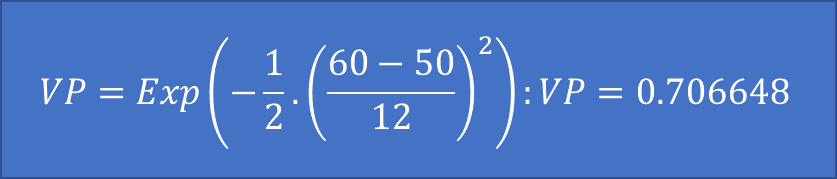 VP = Exp(-1/2 . ((60 - 50)/12)^2) : VP = 0.706648